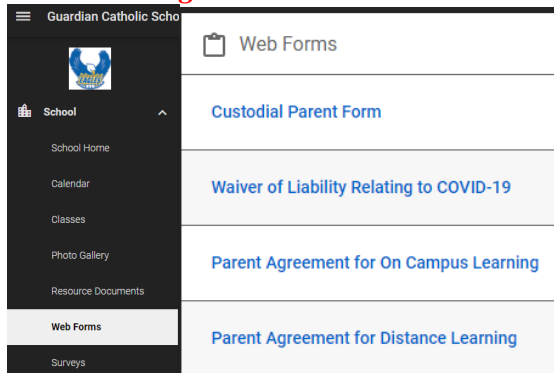 Guardian Catholic Scho
EAGLES
School
School Home
Calendar
Classes
Photo Gallery
Resource Documents
Web Forms
Surveys
Web Forms
Custodial Parent Form
Waiver of Liability Relating to COVID-19
Parent Agreement for On Campus Learning
Parent Agreement for Distance Learning